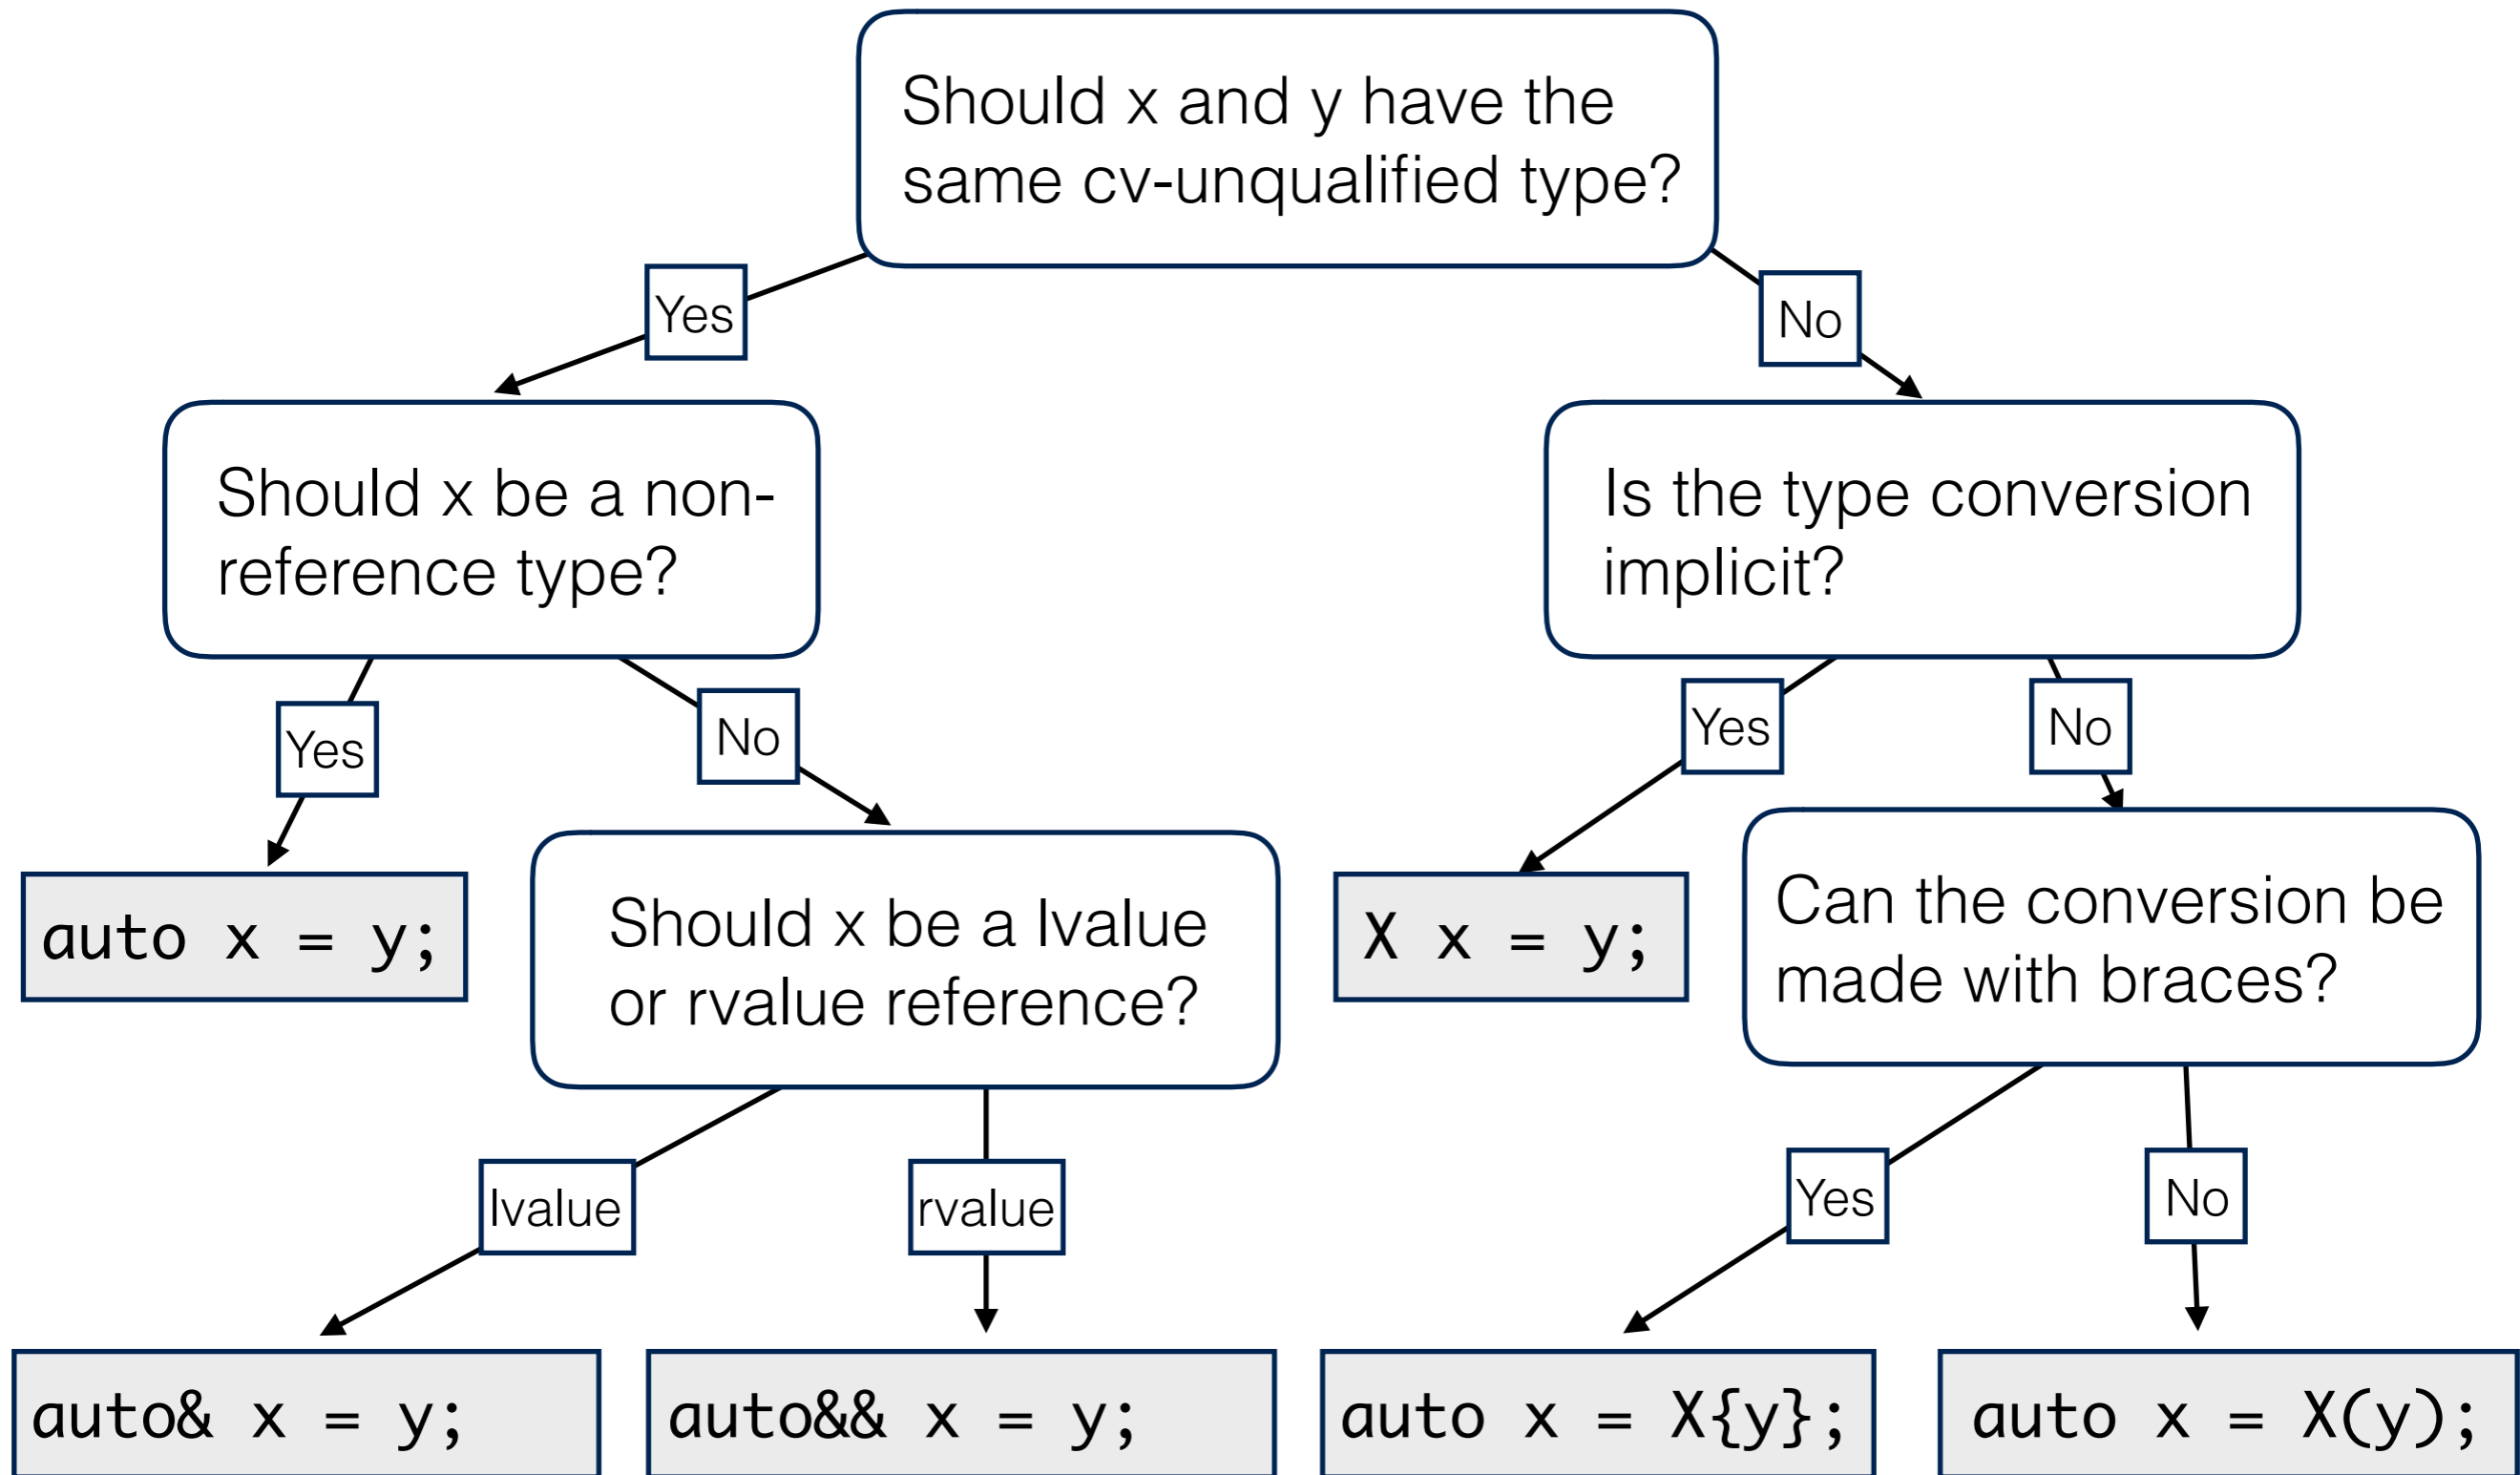 Should x and y have the
same cv-unqualified type?
Yes
No
Should x be a non-
reference type?
Is the type conversion
implicit?
Yes
No
Yes
No
auto x = y;
Should x be a lvalue
or rvalue reference?
X x = y;
Can the conversion be
made with braces?
lvalue
rvalue
Yes
No
auto& x = y;
auto&& x = y;
auto x = X{y};
auto x = X(y);